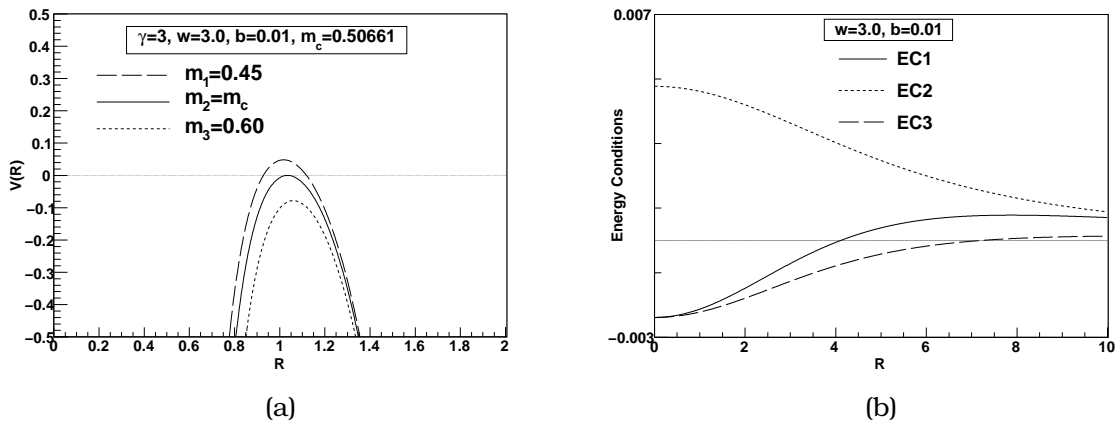 0.5
0.4
0.3
0.2
0.1
0
−0.1
−0.2
−0.3
−0.4
−0.5
V(R)
γ=3, w=3.0, b=0.01, m_c=0.50661
m₁=0.45
m₂=m_c
m₃=0.60
0 0.2 0.4 0.6 0.8 1 1.2 1.4 1.6 1.8 2
R
(a)
0.007
−0.003
Energy Conditions
w=3.0, b=0.01
EC1
EC2
EC3
0 2 4 6 8 10
R
(b)